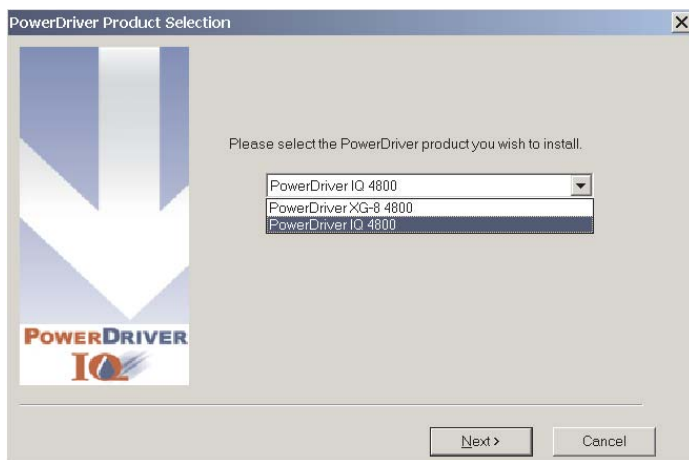 PowerDriver Product Selection
Please select the PowerDriver product you wish to install.
PowerDriver IQ 4800
PowerDriver XG-8 4800
PowerDriver IQ 4800
POWERDRIVER
IQ
Next >
Cancel